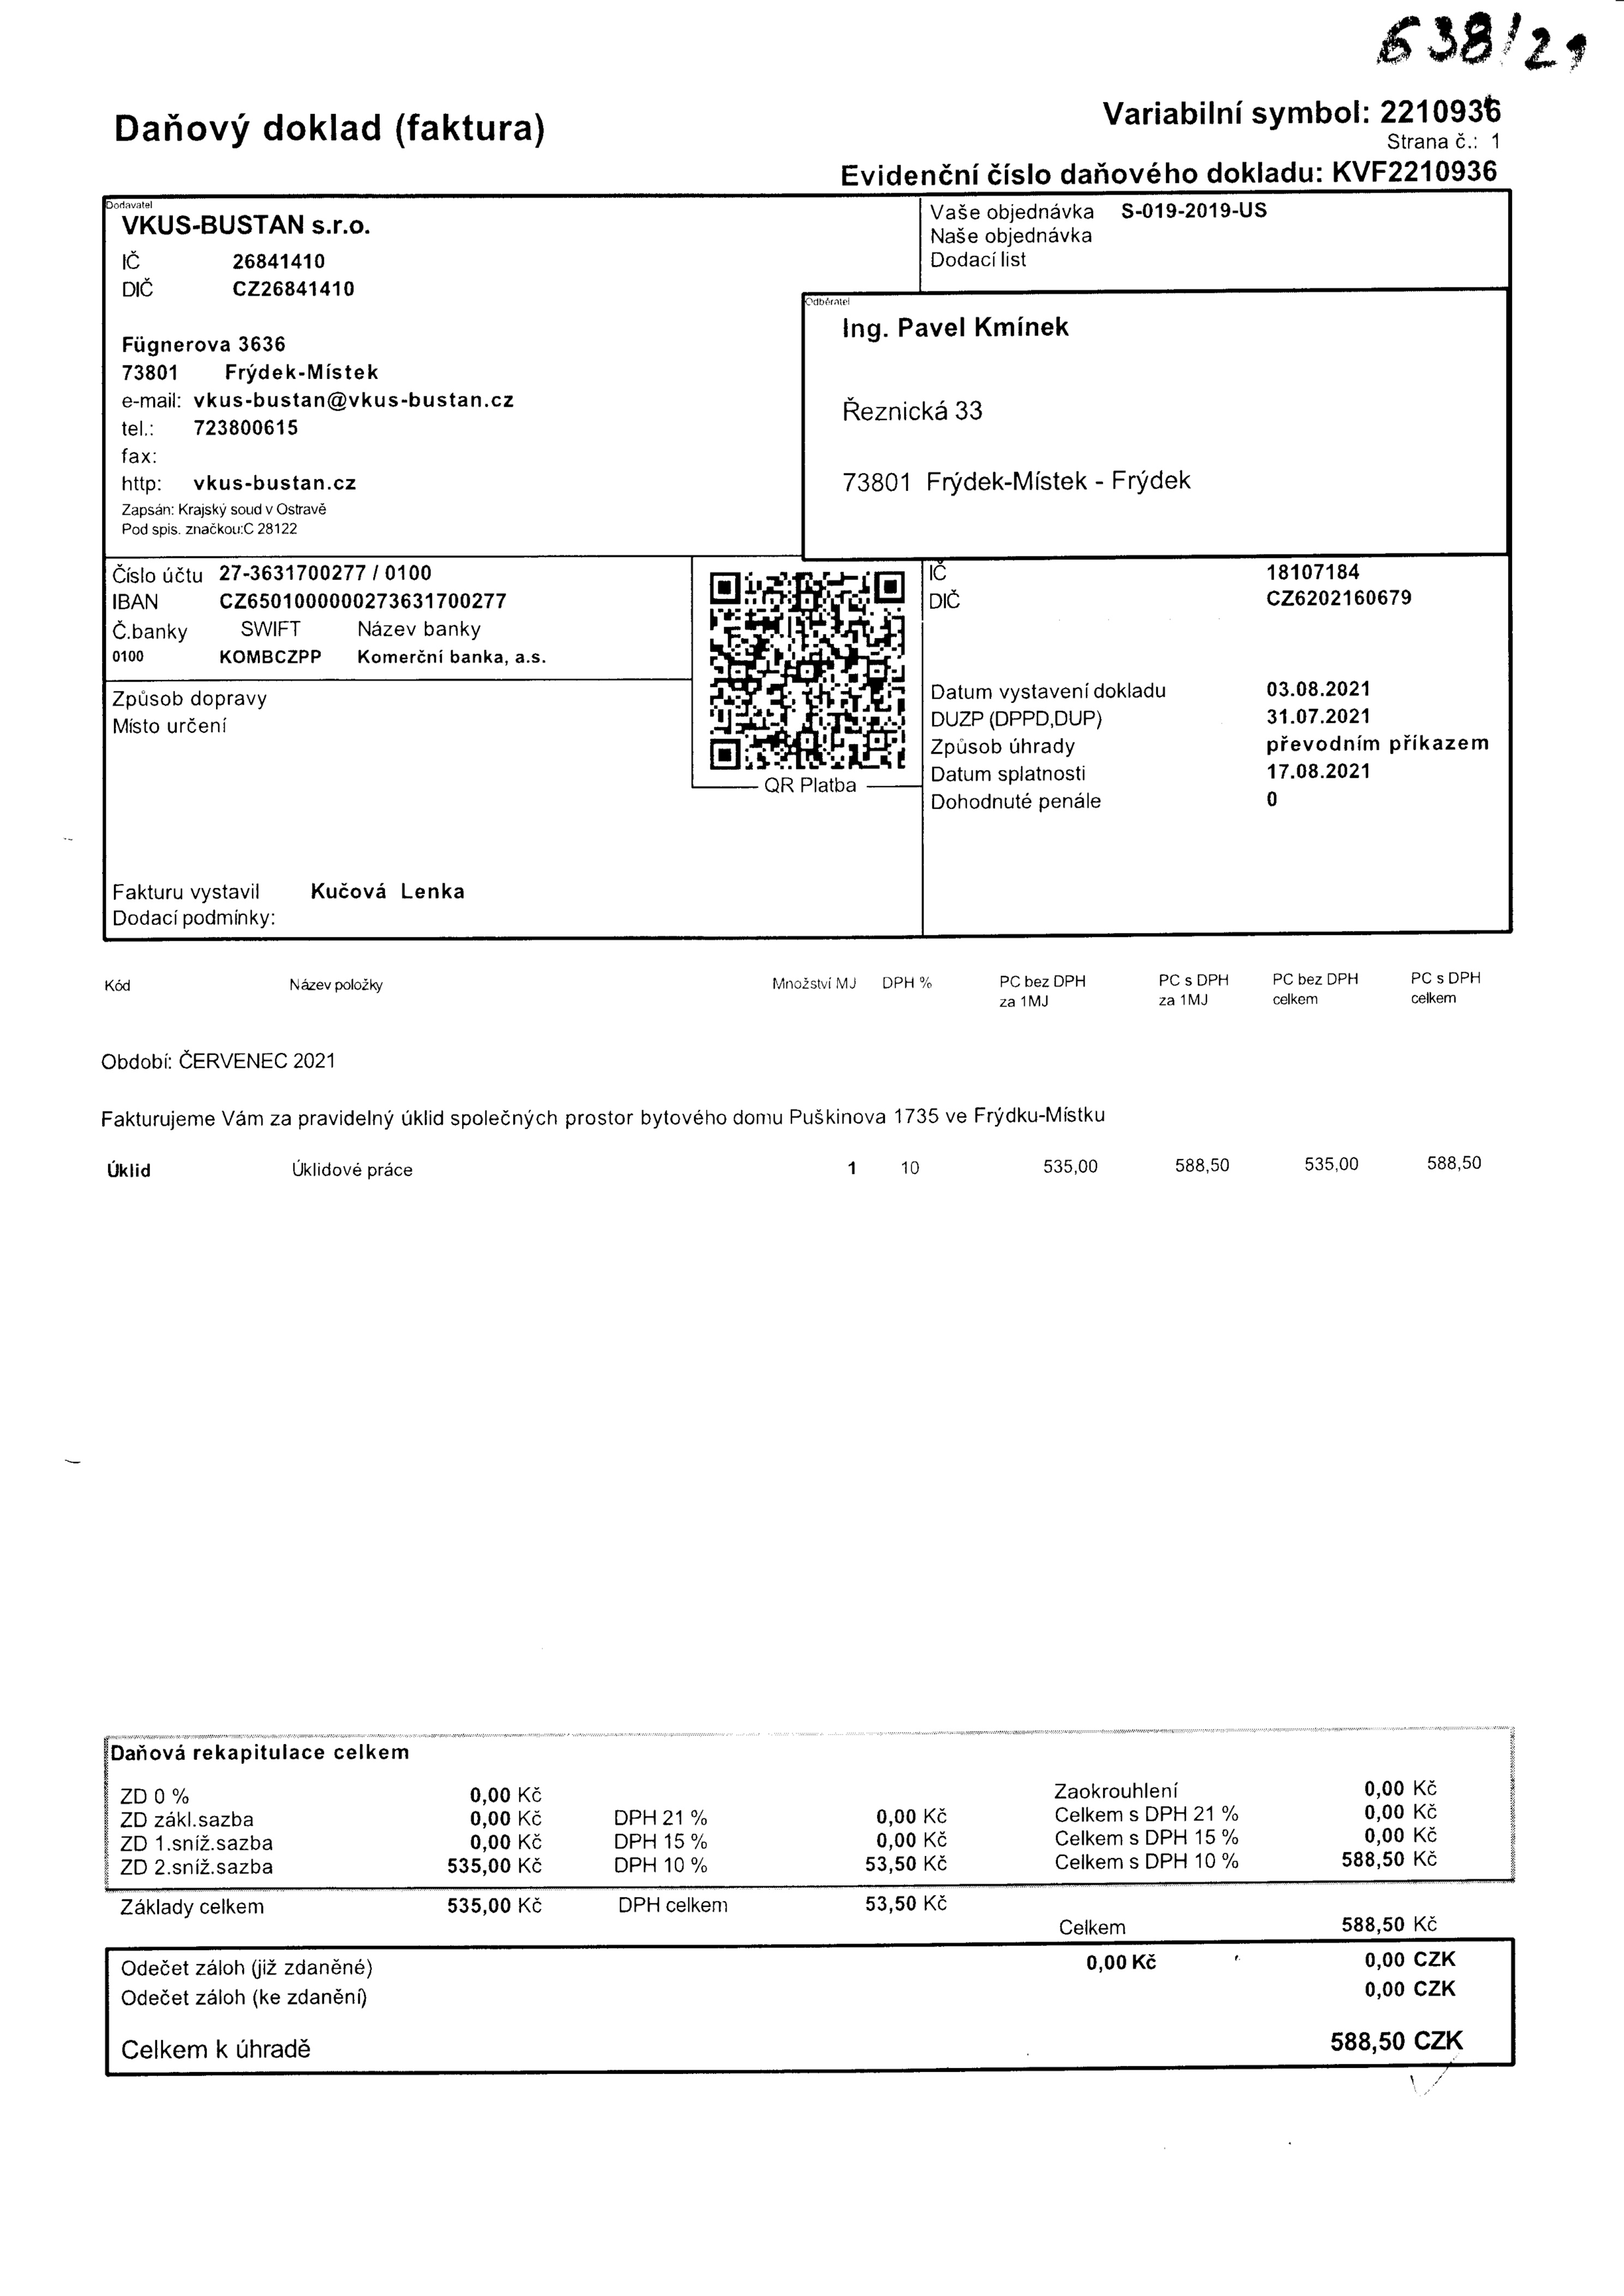 638/21
Daňový doklad (faktura)
Variabilní symbol: 2210936
Strana č.: 1
Evidenční číslo daňového dokladu: KVF2210936
Dodavatel
VKUS-BUSTAN s.r.o.
IČ 26841410
DIČ CZ26841410
Fügnerova 3636
73801 Frýdek-Místek
e-mail: vkus-bustan@vkus-bustan.cz
tel.: 723800615
fax:
http: vkus-bustan.cz
Zapsán: Krajský soud v Ostravě
Pod spis. značkou:C 28122
Vaše objednávka S-019-2019-US
Naše objednávka
Dodací list
Odběratel
Ing. Pavel Kmínek
Řeznická 33
73801 Frýdek-Místek - Frýdek
Číslo účtu 27-3631700277 / 0100
IBAN CZ6501000000273631700277
Č.banky SWIFT Název banky
0100 KOMBCZPP Komerční banka, a.s.
QR Platba
IČ 18107184
DIČ CZ6202160679
Způsob dopravy
Místo určení
Datum vystavení dokladu 03.08.2021
DUZP (DPPD,DUP) 31.07.2021
Způsob úhrady převodním příkazem
Datum splatnosti 17.08.2021
Dohodnuté penále 0
Fakturu vystavil Kučová Lenka
Dodací podmínky:
Kód Název položky Množství MJ DPH % PC bez DPH za 1MJ PC s DPH za 1MJ PC bez DPH celkem PC s DPH celkem
Období: ČERVENEC 2021
Fakturujeme Vám za pravidelný úklid společných prostor bytového domu Puškinova 1735 ve Frýdku-Místku
Úklid Úklidové práce 1 10 535,00 588,50 535,00 588,50
Daňová rekapitulace celkem
ZD 0 % 0,00 Kč Zaokrouhlení 0,00 Kč
ZD zákl.sazba 0,00 Kč DPH 21 % 0,00 Kč Celkem s DPH 21 % 0,00 Kč
ZD 1.sníž.sazba 0,00 Kč DPH 15 % 0,00 Kč Celkem s DPH 15 % 0,00 Kč
ZD 2.sníž.sazba 535,00 Kč DPH 10 % 53,50 Kč Celkem s DPH 10 % 588,50 Kč
Základy celkem 535,00 Kč DPH celkem 53,50 Kč
Celkem 588,50 Kč
Odečet záloh (již zdaněné) 0,00 Kč 0,00 CZK
Odečet záloh (ke zdanění) 0,00 CZK
Celkem k úhradě 588,50 CZK